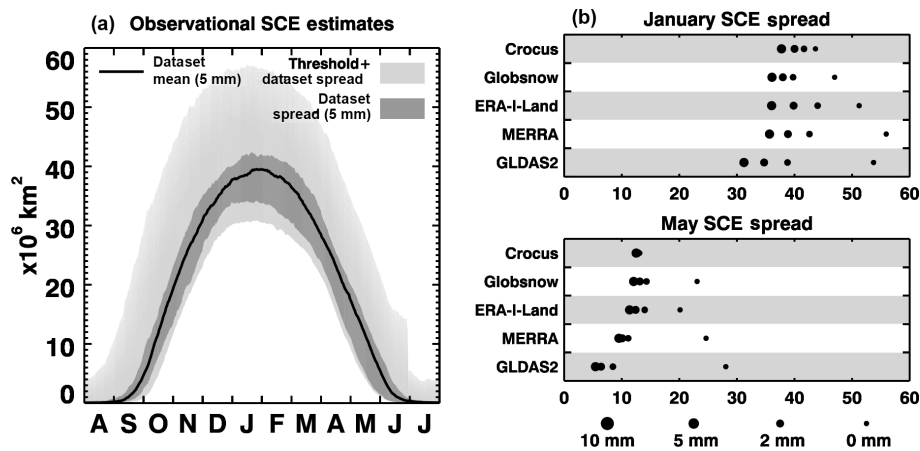 (a) Observational SCE estimates
60
50
40
30
20
10
0
x10⁶ km²
Dataset
mean (5 mm)
Threshold+
dataset spread
Dataset
spread (5 mm)
A S O N D J F M A M J J
(b) January SCE spread
Crocus
Globsnow
ERA-I-Land
MERRA
GLDAS2
0 10 20 30 40 50 60
May SCE spread
Crocus
Globsnow
ERA-I-Land
MERRA
GLDAS2
0 10 20 30 40 50 60
10 mm 5 mm 2 mm 0 mm